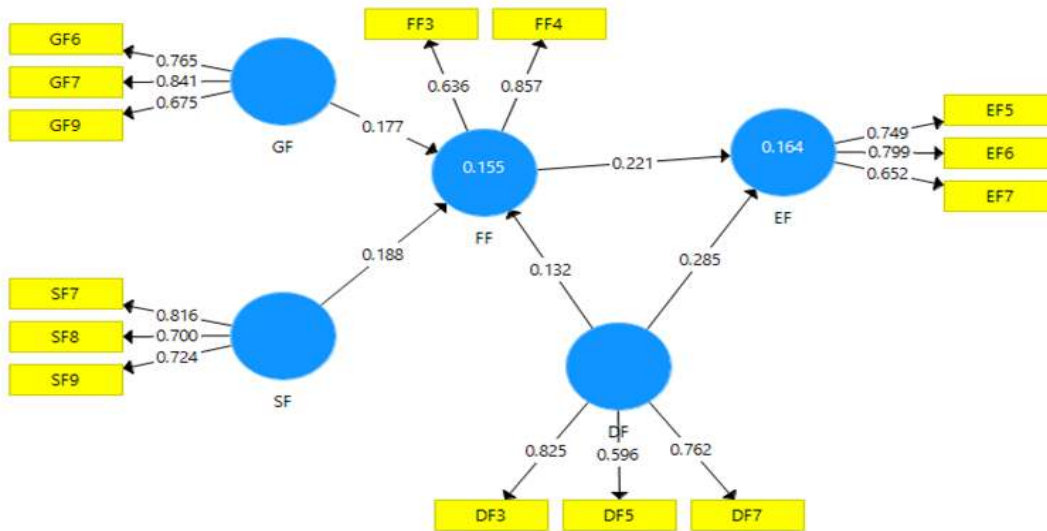 FF3
FF4
GF6
0.765
GF7
0.841
GF9
0.675
GF
0.636
0.857
0.177
0.155
FF
0.221
0.164
EF
0.749
EF5
0.799
EF6
0.652
EF7
0.188
0.132
0.285
SF7
0.816
SF8
0.700
SF9
0.724
SF
DF
0.825
0.596
0.762
DF3
DF5
DF7